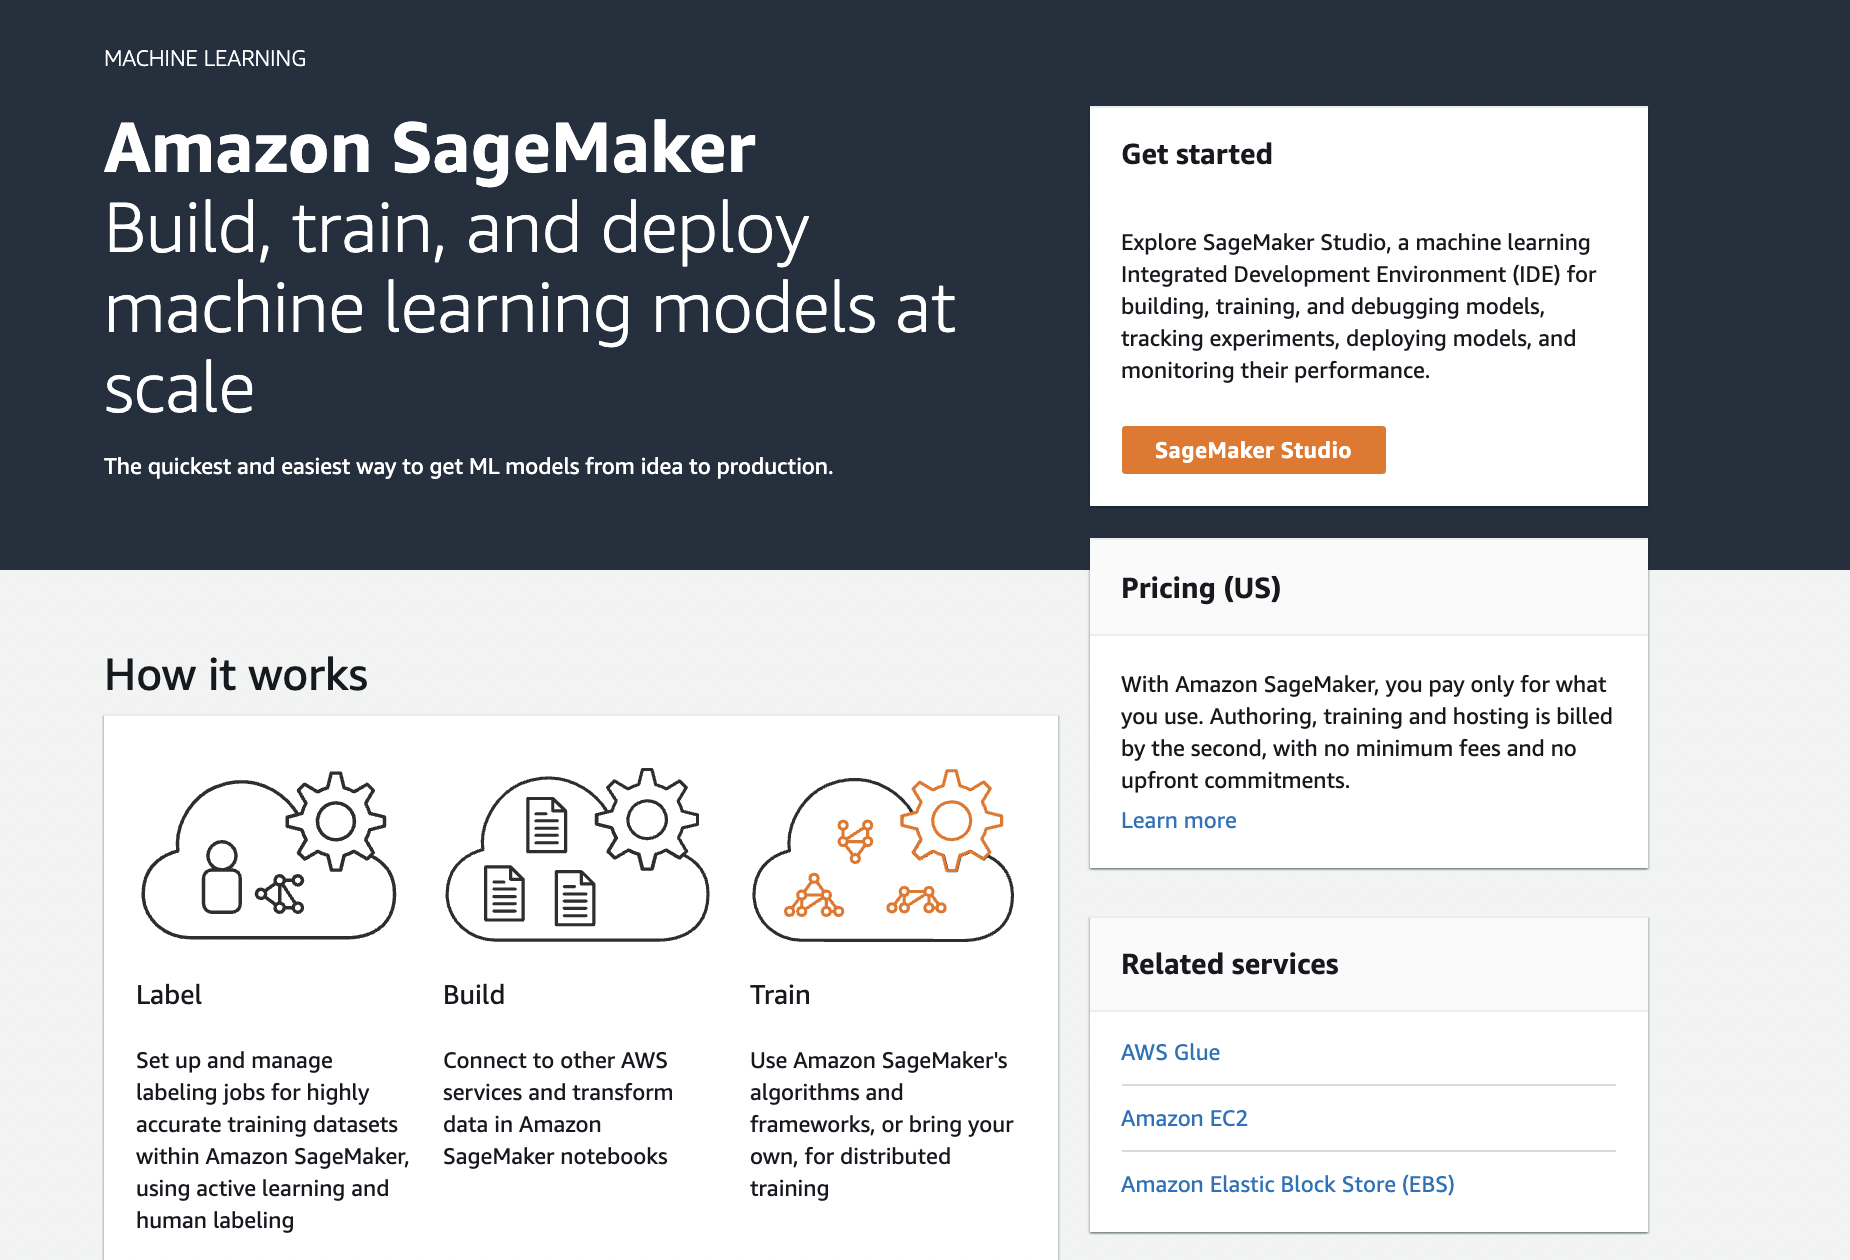 MACHINE LEARNING
Amazon SageMaker
Build, train, and deploy
machine learning models at
scale
The quickest and easiest way to get ML models from idea to production.
Get started
Explore SageMaker Studio, a machine learning
Integrated Development Environment (IDE) for
building, training, and debugging models,
tracking experiments, deploying models, and
monitoring their performance.
SageMaker Studio
Pricing (US)
With Amazon SageMaker, you pay only for what
you use. Authoring, training and hosting is billed
by the second, with no minimum fees and no
upfront commitments.
Learn more
How it works
Label
Set up and manage
labeling jobs for highly
accurate training datasets
within Amazon SageMaker,
using active learning and
human labeling
Build
Connect to other AWS
services and transform
data in Amazon
SageMaker notebooks
Train
Use Amazon SageMaker's
algorithms and
frameworks, or bring your
own, for distributed
training
Related services
AWS Glue
Amazon EC2
Amazon Elastic Block Store (EBS)